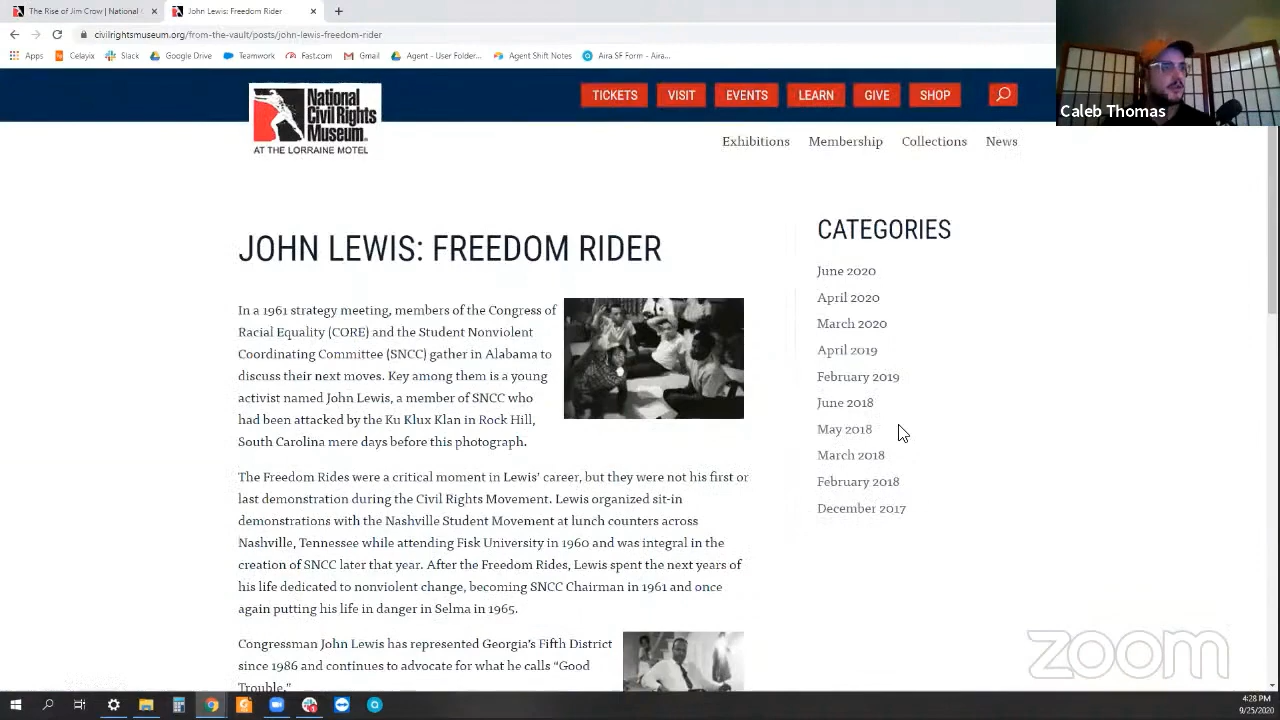 The Rise of Jim Crow | National C
John Lewis: Freedom Rider
civilrightsmuseum.org/from-the-vault/posts/john-lewis-freedom-rider
Apps Celayix Slack Google Drive Teamwork Fast.com Gmail Agent - User Folder... Agent Shift Notes Aira SF Form - Aira...
Caleb Thomas
National
Civil Rights
Museum
AT THE LORRAINE MOTEL
TICKETS VISIT EVENTS LEARN GIVE SHOP
Exhibitions Membership Collections News
JOHN LEWIS: FREEDOM RIDER
In a 1961 strategy meeting, members of the Congress of
Racial Equality (CORE) and the Student Nonviolent
Coordinating Committee (SNCC) gather in Alabama to
discuss their next moves. Key among them is a young
activist named John Lewis, a member of SNCC who
had been attacked by the Ku Klux Klan in Rock Hill,
South Carolina mere days before this photograph.
The Freedom Rides were a critical moment in Lewis' career, but they were not his first or
last demonstration during the Civil Rights Movement. Lewis organized sit-in
demonstrations with the Nashville Student Movement at lunch counters across
Nashville, Tennessee while attending Fisk University in 1960 and was integral in the
creation of SNCC later that year. After the Freedom Rides, Lewis spent the next years of
his life dedicated to nonviolent change, becoming SNCC Chairman in 1961 and once
again putting his life in danger in Selma in 1965.
Congressman John Lewis has represented Georgia's Fifth District
since 1986 and continues to advocate for what he calls "Good
Trouble."
CATEGORIES
June 2020
April 2020
March 2020
April 2019
February 2019
June 2018
May 2018
March 2018
February 2018
December 2017
zoom
4:28 PM
9/25/2020